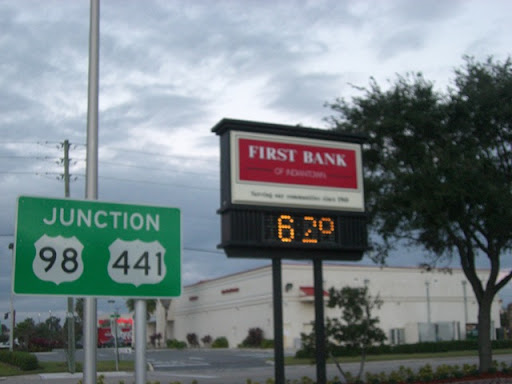 JUNCTION
98 441
FIRST BANK
OF INDIANTOWN
Serving our communities since 1960
62°